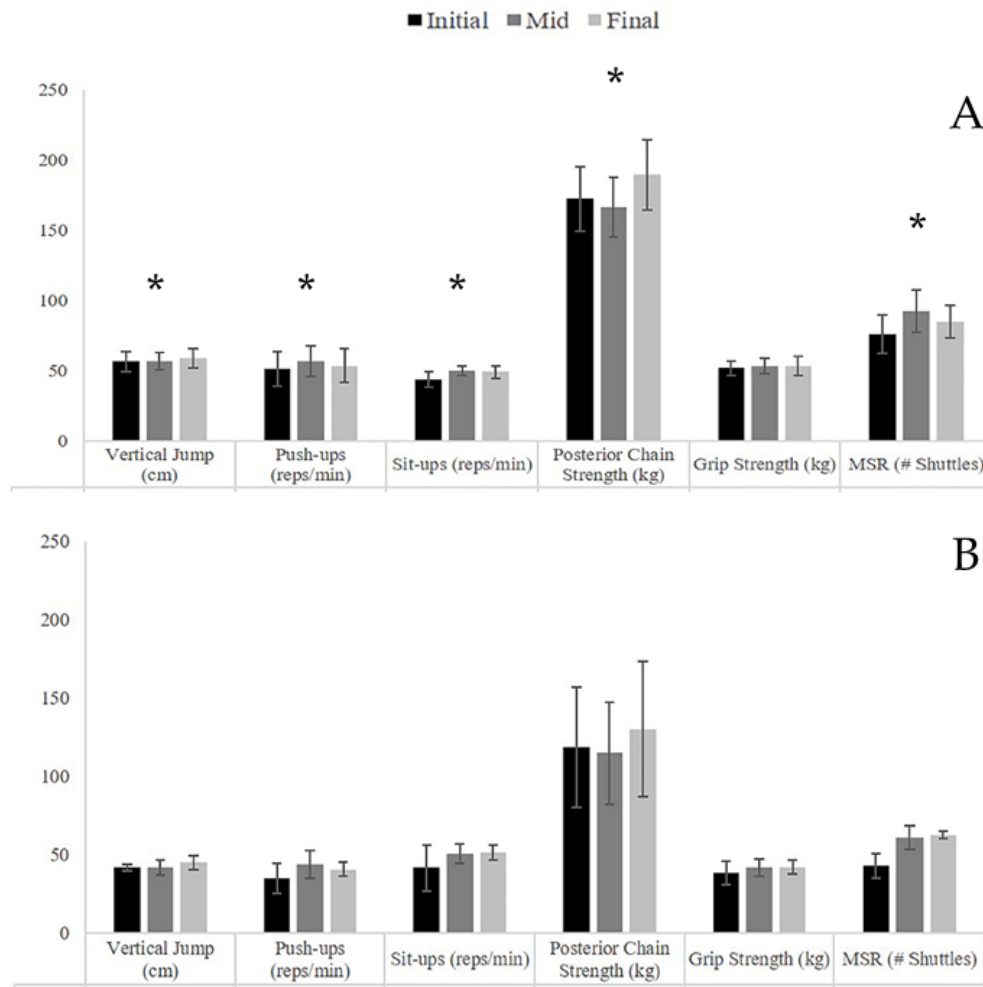 Initial Mid Final
A
250
200
150
100
50
0
* * * * *
Vertical Jump (cm) Push-ups (reps/min) Sit-ups (reps/min) Posterior Chain Strength (kg) Grip Strength (kg) MSR (# Shuttles)
B
250
200
150
100
50
0
Vertical Jump (cm) Push-ups (reps/min) Sit-ups (reps/min) Posterior Chain Strength (kg) Grip Strength (kg) MSR (# Shuttles)